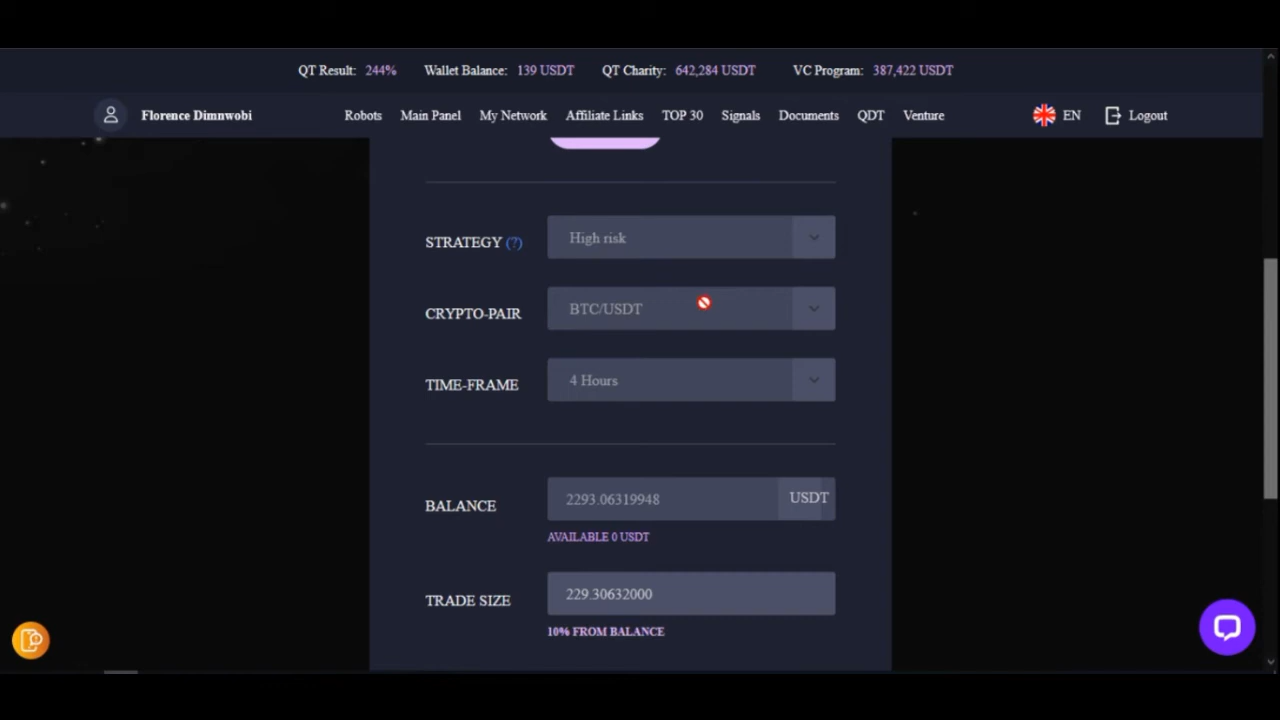 QT Result: 244% Wallet Balance: 139 USDT QT Charity: 642,284 USDT VC Program: 387,422 USDT
Florence Dimnwobi Robots Main Panel My Network Affiliate Links TOP 30 Signals Documents QDT Venture EN Logout
STRATEGY (?) High risk
CRYPTO-PAIR BTC/USDT
TIME-FRAME 4 Hours
BALANCE 2293.06319948 USDT
AVAILABLE 0 USDT
TRADE SIZE 229.30632000
10% FROM BALANCE